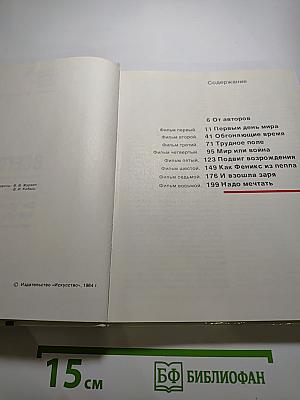 В. В. Журавл
В. И. Кобыш
© Издательство «Искусство», 1984 г.
Содержание
6 От авторов
Фильм первый. 11 Первый день мира
Фильм второй. 41 Обгоняющие время
Фильм третий. 71 Трудное поле
Фильм четвертый. 95 Мир или война
Фильм пятый. 123 Подвиг возрождения
Фильм шестой. 149 Как Феникс из пепла
Фильм седьмой. 176 И взошла заря
Фильм восьмой. 199 Надо мечтать
15 см
БФ БИБЛИОФАН